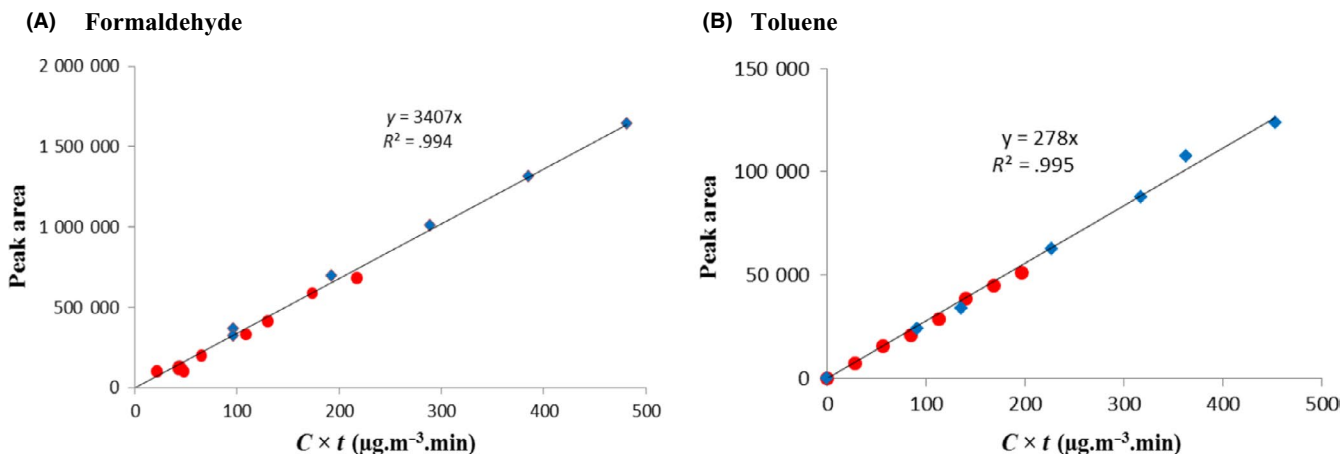 (A) Formaldehyde
2 000 000
1 500 000
1 000 000
500 000
0
Peak area
y = 3407x
R² = .994
0 100 200 300 400 500
C × t (µg.m⁻³.min)
(B) Toluene
150 000
100 000
50 000
0
Peak area
y = 278x
R² = .995
0 100 200 300 400 500
C × t (µg.m⁻³.min)